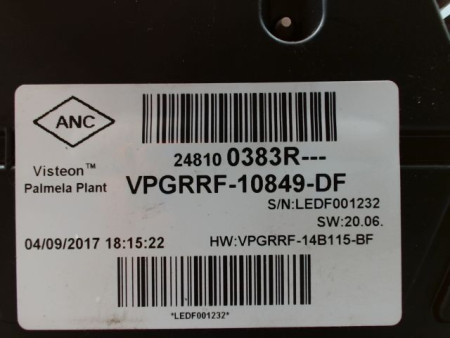 ANC
24810 0383R---
Visteon™
Palmela Plant
VPGRRF-10849-DF
S/N:LEDF001232
SW:20.06.
04/09/2017 18:15:22
HW:VPGRRF-14B115-BF
*LEDF001232*